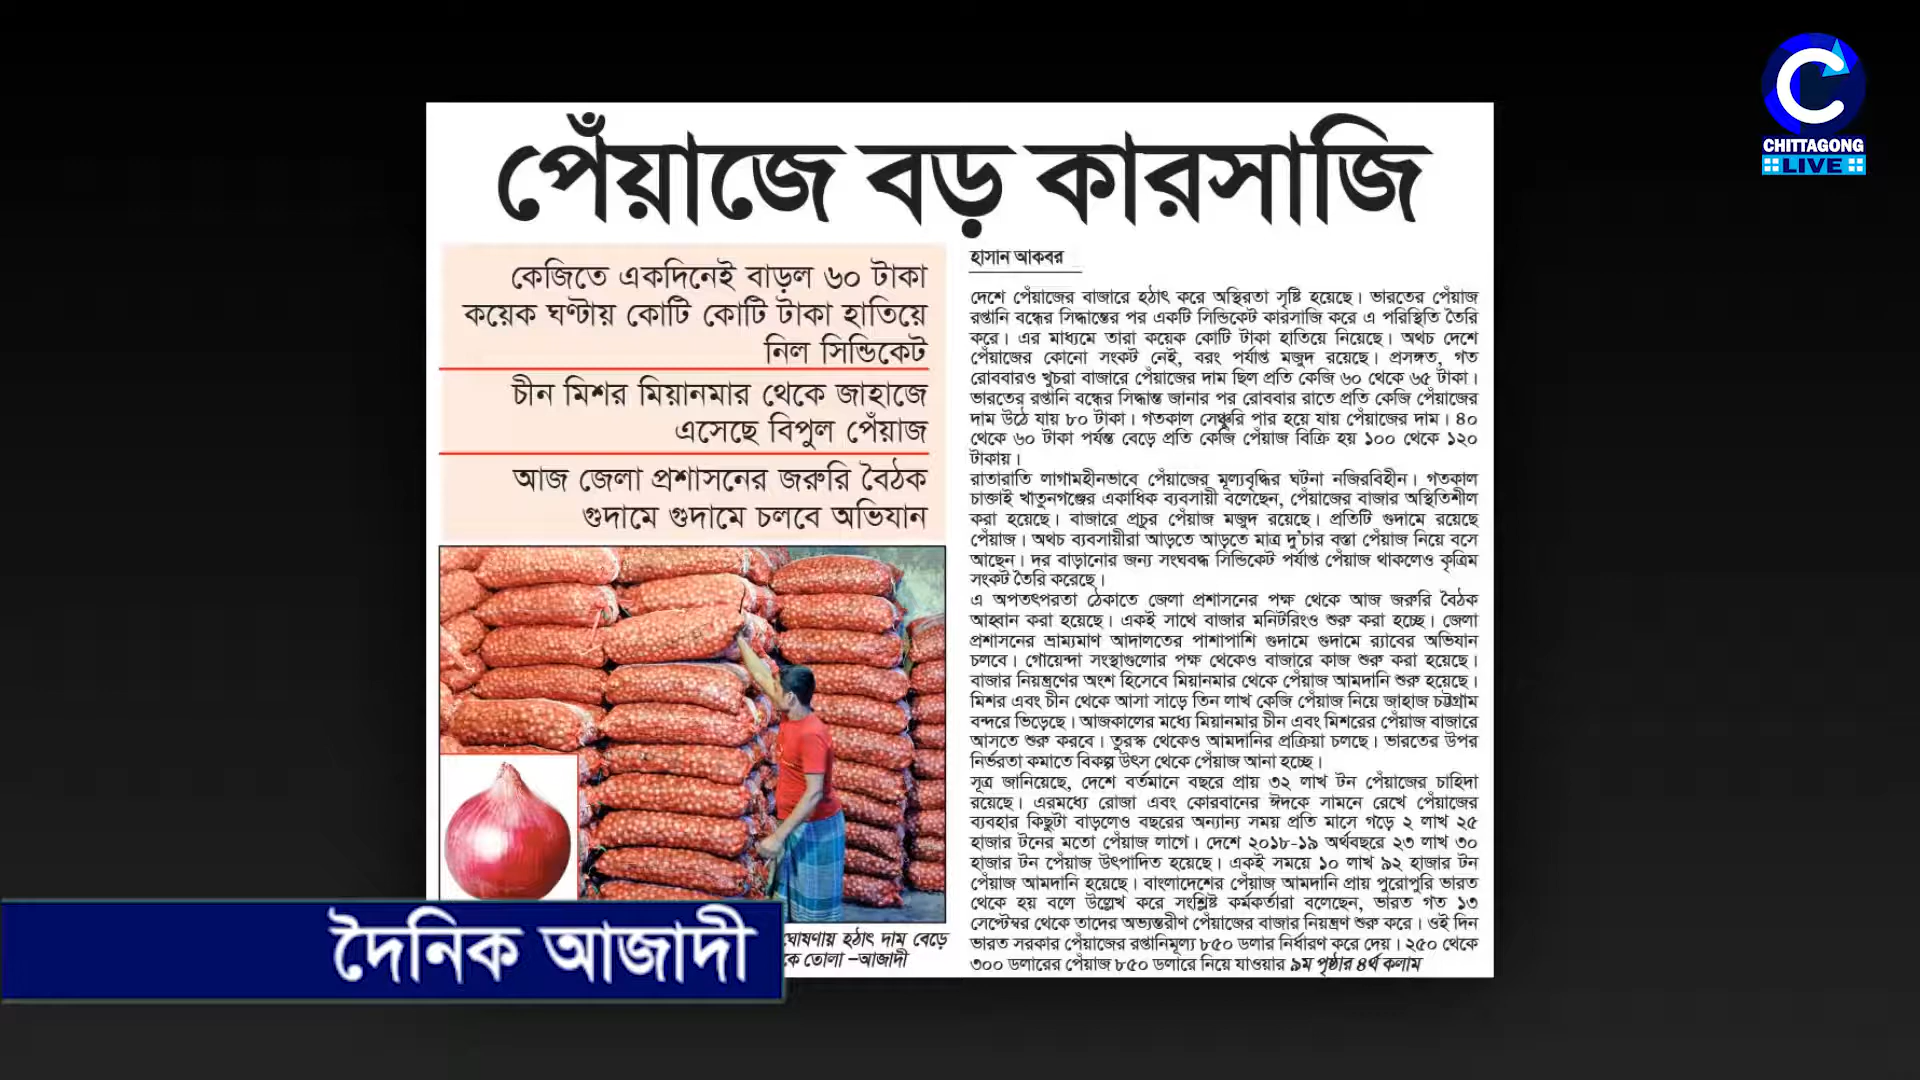 পেঁয়াজে বড় কারসাজি
কেজিতে একদিনেই বাড়ল ৬০ টাকা
কয়েক ঘণ্টায় কোটি কোটি টাকা হাতিয়ে
নিল সিন্ডিকেট
চীন মিশর মিয়ানমার থেকে জাহাজে
এসেছে বিপুল পেঁয়াজ
আজ জেলা প্রশাসনের জরুরি বৈঠক
গুদামে গুদামে চলবে অভিযান
ঘোষণায় হঠাৎ দাম বেড়ে
তোলা –আজাদী
হাসান আকবর
দেশে পেঁয়াজের বাজারে হঠাৎ করে অস্থিরতা সৃষ্টি হয়েছে। ভারতের পেঁয়াজ
রপ্তানি বন্ধের সিদ্ধান্তের পর একটি সিন্ডিকেট কারসাজি করে এ পরিস্থিতি তৈরি
করে। এর মাধ্যমে তারা কয়েক কোটি টাকা হাতিয়ে নিয়েছে। অথচ দেশে
পেঁয়াজের কোনো সংকট নেই, বরং পর্যাপ্ত মজুদ রয়েছে। প্রসঙ্গত, গত
রোববারও খুচরা বাজারে পেঁয়াজের দাম ছিল প্রতি কেজি ৬০ থেকে ৬৫ টাকা।
ভারতের রপ্তানি বন্ধের সিদ্ধান্ত জানার পর রোববার রাতে প্রতি কেজি পেঁয়াজের
দাম উঠে যায় ৮০ টাকা। গতকাল সেঞ্চুরি পার হয়ে যায় পেঁয়াজের দাম। ৪০
থেকে ৬০ টাকা পর্যন্ত বেড়ে প্রতি কেজি পেঁয়াজ বিক্রি হয় ১০০ থেকে ১২০
টাকায়।
রাতারাতি লাগামহীনভাবে পেঁয়াজের মূল্যবৃদ্ধির ঘটনা নজিরবিহীন। গতকাল
চাক্তাই খাতুনগঞ্জের একাধিক ব্যবসায়ী বলেছেন, পেঁয়াজের বাজার অস্থিতিশীল
করা হয়েছে। বাজারে প্রচুর পেঁয়াজ মজুদ রয়েছে। প্রতিটি গুদামে রয়েছে
পেঁয়াজ। অথচ ব্যবসায়ীরা আড়তে আড়তে মাত্র দু'চার বস্তা পেঁয়াজ নিয়ে বসে
আছেন। দর বাড়ানোর জন্য সংঘবদ্ধ সিন্ডিকেট পর্যাপ্ত পেঁয়াজ থাকলেও কৃত্রিম
সংকট তৈরি করেছে।
এ অপতৎপরতা ঠেকাতে জেলা প্রশাসনের পক্ষ থেকে আজ জরুরি বৈঠক
আহ্বান করা হয়েছে। একই সাথে বাজার মনিটরিংও শুরু করা হচ্ছে। জেলা
প্রশাসনের ভ্রাম্যমাণ আদালতের পাশাপাশি গুদামে গুদামে র‍্যাবের অভিযান
চলবে। গোয়েন্দা সংস্থাগুলোর পক্ষ থেকেও বাজারে কাজ শুরু করা হয়েছে।
বাজার নিয়ন্ত্রণের অংশ হিসেবে মিয়ানমার থেকে পেঁয়াজ আমদানি শুরু হয়েছে।
মিশর এবং চীন থেকে আসা সাড়ে তিন লাখ কেজি পেঁয়াজ নিয়ে জাহাজ চট্টগ্রাম
বন্দরে ভিড়েছে। আজকালের মধ্যে মিয়ানমার চীন এবং মিশরের পেঁয়াজ বাজারে
আসতে শুরু করবে। তুরস্ক থেকেও আমদানির প্রক্রিয়া চলছে। ভারতের উপর
নির্ভরতা কমাতে বিকল্প উৎস থেকে পেঁয়াজ আনা হচ্ছে।
সূত্র জানিয়েছে, দেশে বর্তমানে বছরে প্রায় ৩২ লাখ টন পেঁয়াজের চাহিদা
রয়েছে। এরমধ্যে রোজা এবং কোরবানের ঈদকে সামনে রেখে পেঁয়াজের
ব্যবহার কিছুটা বাড়লেও বছরের অন্যান্য সময় প্রতি মাসে গড়ে ২ লাখ ২৫
হাজার টনের মতো পেঁয়াজ লাগে। দেশে ২০১৮-১৯ অর্থবছরে ২৩ লাখ ৩০
হাজার টন পেঁয়াজ উৎপাদিত হয়েছে। একই সময়ে ১০ লাখ ৯২ হাজার টন
পেঁয়াজ আমদানি হয়েছে। বাংলাদেশের পেঁয়াজ আমদানি প্রায় পুরোপুরি ভারত
থেকে হয় বলে উল্লেখ করে সংশ্লিষ্ট কর্মকর্তারা বলেছেন, ভারত গত ১৩
সেপ্টেম্বর থেকে তাদের অভ্যন্তরীণ পেঁয়াজের বাজার নিয়ন্ত্রণ শুরু করে। ওই দিন
ভারত সরকার পেঁয়াজের রপ্তানিমূল্য ৮৫০ ডলার নির্ধারণ করে দেয়। ২৫০ থেকে
৩০০ ডলারের পেঁয়াজ ৮৫০ ডলারে নিয়ে যাওয়ার ৯ম পৃষ্ঠার ৪র্থ কলাম
দৈনিক আজাদী
CHITTAGONG
LIVE